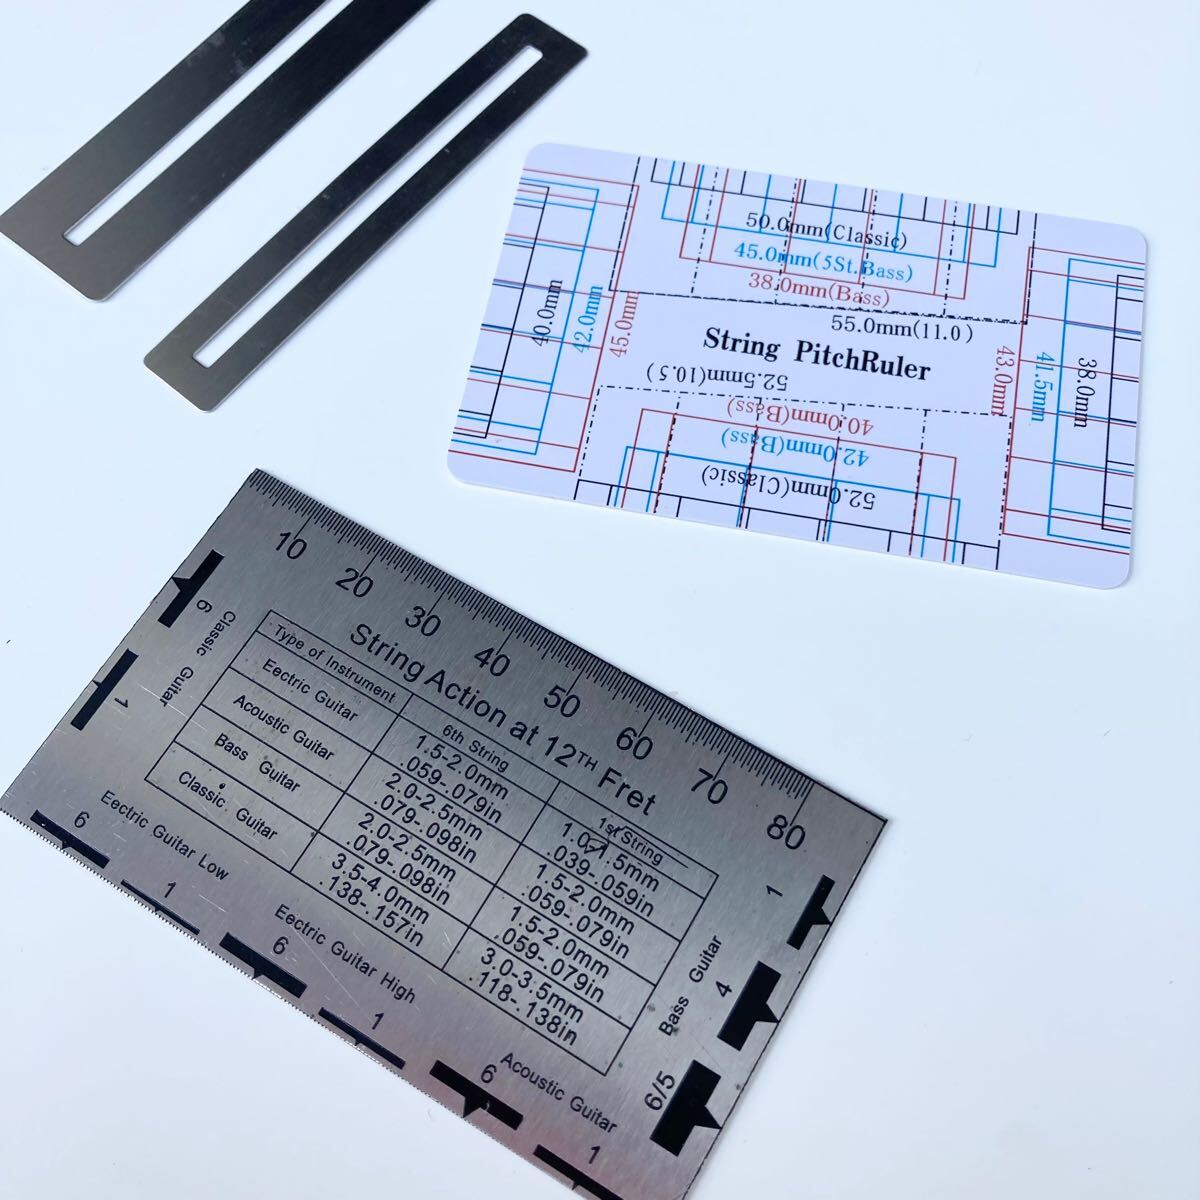 50.0mm(Classic)
45.0mm(5St.Bass)
38.0mm(Bass)
55.0mm(11.0)
String PitchRuler
52.5mm(10.5)
40.0mm(Bass)
42.0mm(Bass)
52.0mm(Classic)
40.0mm
42.0mm
45.0mm
43.0mm
41.5mm
38.0mm
10 20 30 40 50 60 70 80
String Action at 12TH Fret
Type of Instrument 6th String 1st String
Eectric Guitar 1.5-2.0mm 1.0-1.5mm
.059-.079in .039-.059in
Acoustic Guitar 2.0-2.5mm 1.5-2.0mm
.079-.098in .059-.079in
Bass Guitar 2.0-2.5mm 1.5-2.0mm
.079-.098in .059-.079in
Classic Guitar 3.5-4.0mm 3.0-3.5mm
.138-.157in .118-.138in
6
Classic Guitar
1
6
Eectric Guitar Low
1
6
Eectric Guitar High
1
6
Acoustic Guitar
1
1
Bass Guitar
4
6/5